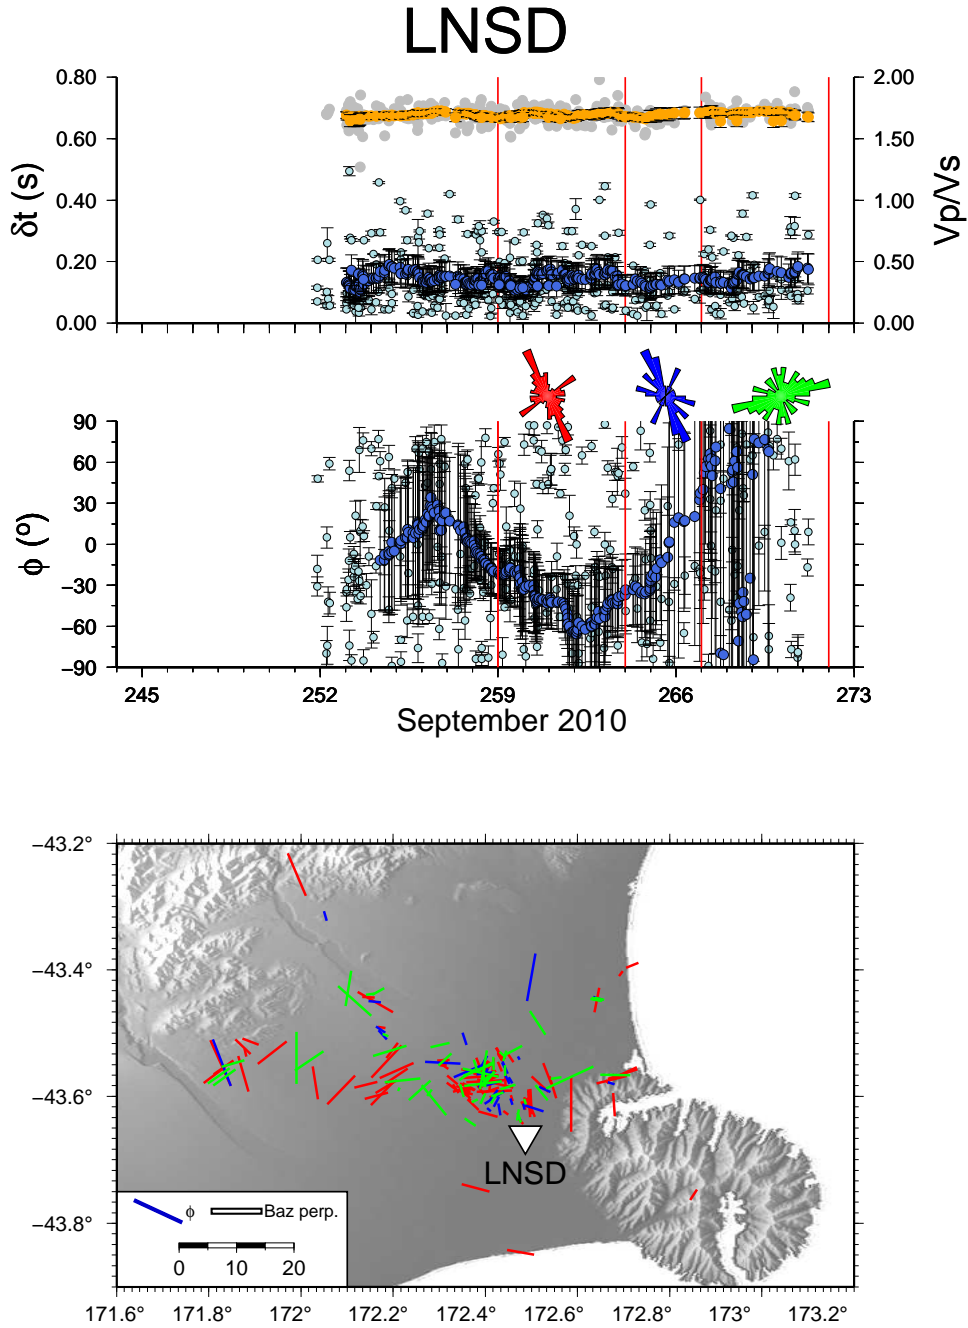 LNSD
0.80
0.60
0.40
0.20
0.00
δt (s)
2.00
1.50
1.00
0.50
0.00
Vp/Vs
90
60
30
0
−30
−60
−90
ϕ (º)
245 252 259 266 273
September 2010
−43.2°
−43.4°
−43.6°
−43.8°
LNSD
ϕ Baz perp.
0 10 20
171.6° 171.8° 172° 172.2° 172.4° 172.6° 172.8° 173° 173.2°